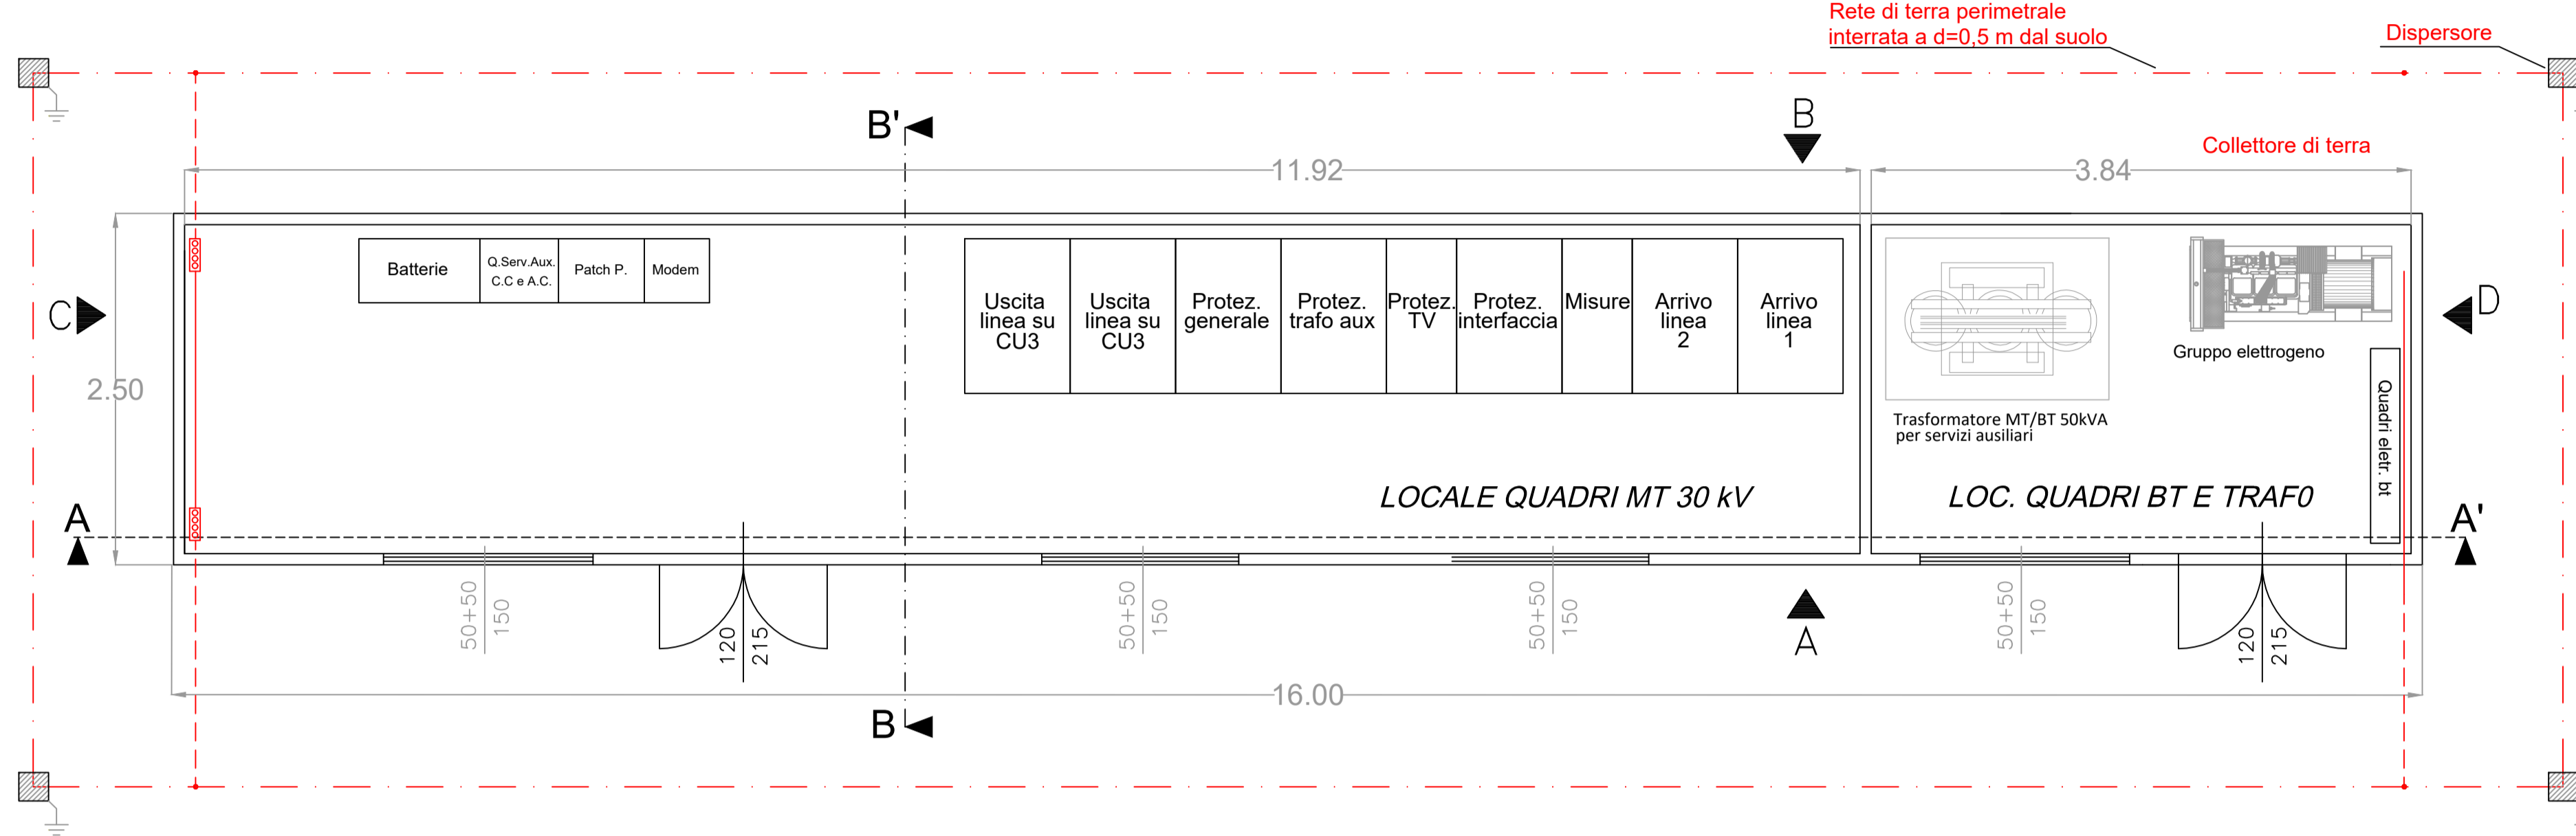 Rete di terra perimetrale
interrata a d=0,5 m dal suolo
Dispersore
B'
B
Collettore di terra
11.92
3.84
Batterie
Q.Serv.Aux.
C.C e A.C.
Patch P.
Modem
Uscita
linea su
CU3
Uscita
linea su
CU3
Protez.
generale
Protez.
trafo aux
Protez.
TV
Protez.
interfaccia
Misure
Arrivo
linea
2
Arrivo
linea
1
C
D
Gruppo elettrogeno
2.50
Quadri eletr. bt
Trasformatore MT/BT 50kVA
per servizi ausiliari
LOCALE QUADRI MT 30 kV
LOC. QUADRI BT E TRAF0
A
A'
50+50
150
120
215
50+50
150
50+50
150
A
50+50
150
120
215
16.00
B